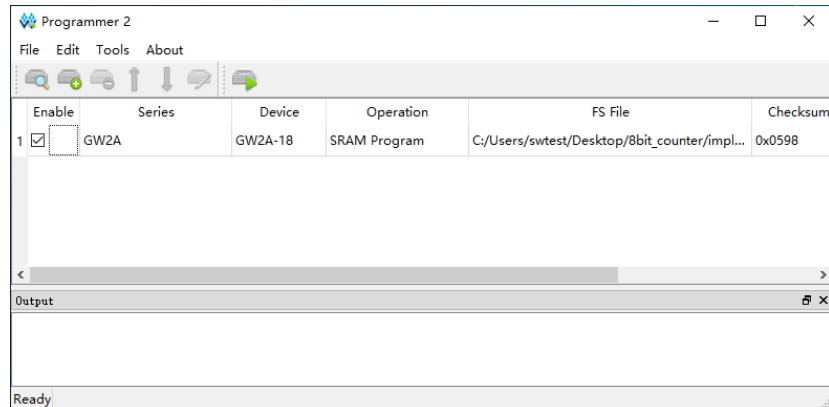 Programmer 2
File Edit Tools About
Enable Series Device Operation FS File Checksum
1 GW2A GW2A-18 SRAM Program C:/Users/swtest/Desktop/8bit_counter/impl... 0x0598
Output
Ready